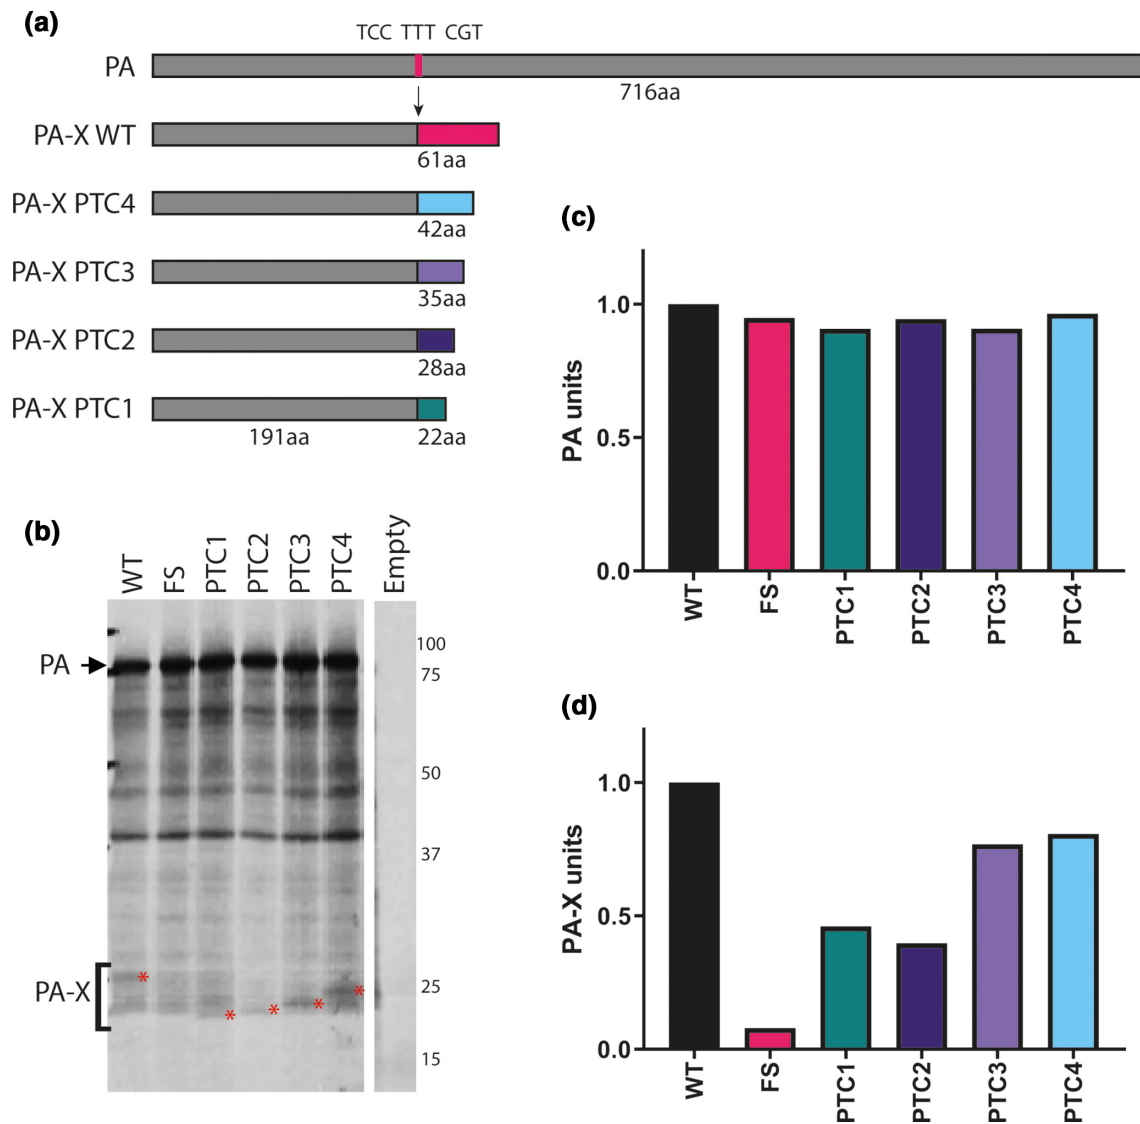 (a)
TCC TTT CGT
PA
716aa
PA-X WT
61aa
PA-X PTC4
42aa
PA-X PTC3
35aa
PA-X PTC2
28aa
PA-X PTC1
191aa
22aa
(b)
WT
FS
PTC1
PTC2
PTC3
PTC4
Empty
PA
100
75
50
37
PA-X
25
15
*
*
*
*
*
(c)
PA units
1.0
0.5
0.0
WT
FS
PTC1
PTC2
PTC3
PTC4
(d)
PA-X units
1.0
0.5
0.0
WT
FS
PTC1
PTC2
PTC3
PTC4